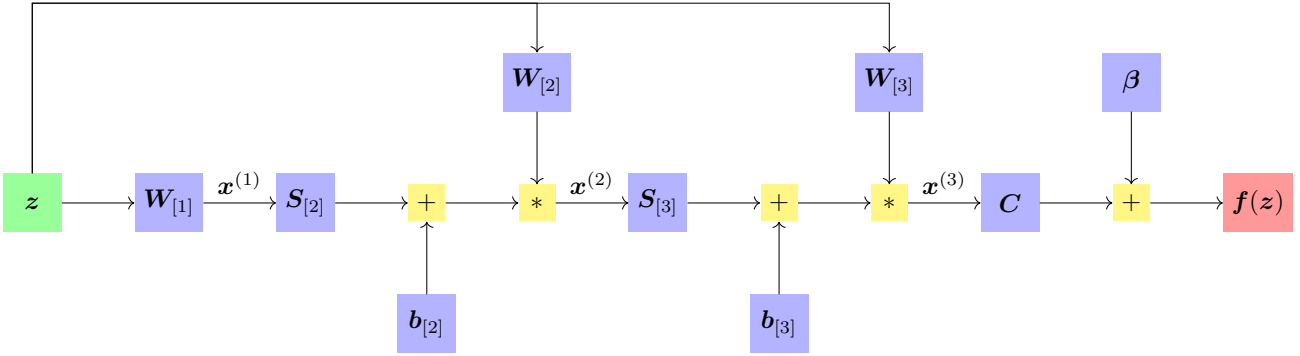 W[2] W[3] β
z W[1] x(1) S[2] + * x(2) S[3] + * x(3) C + f(z)
b[2] b[3]